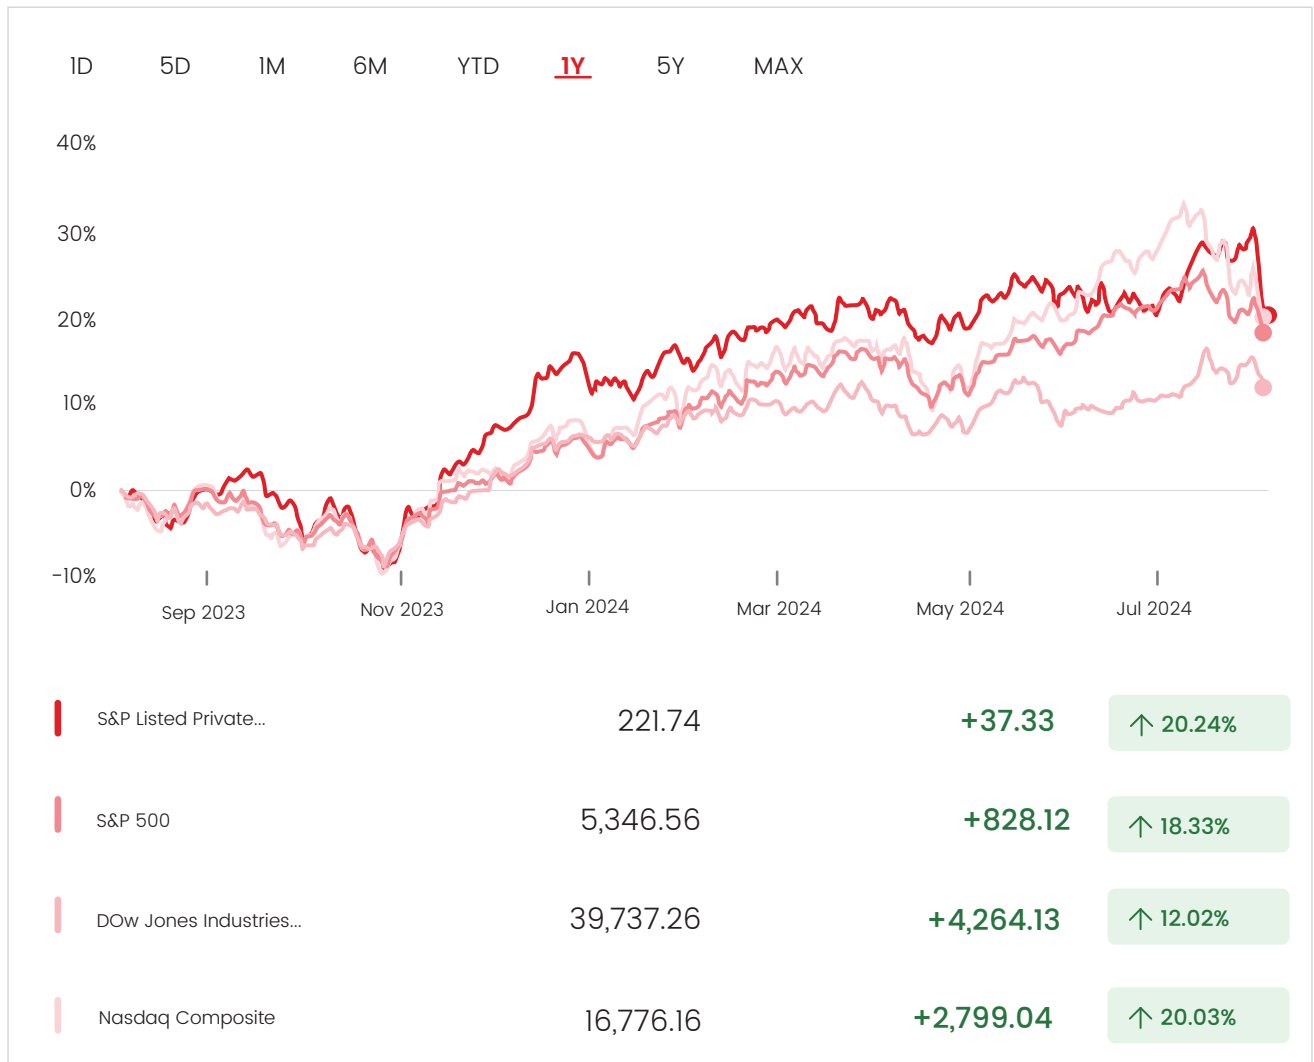 1D 5D 1M 6M YTD 1Y 5Y MAX
40%
30%
20%
10%
0%
-10%
Sep 2023 Nov 2023 Jan 2024 Mar 2024 May 2024 Jul 2024
S&P Listed Private... 221.74 +37.33 ↑ 20.24%
S&P 500 5,346.56 +828.12 ↑ 18.33%
DOw Jones Industries... 39,737.26 +4,264.13 ↑ 12.02%
Nasdaq Composite 16,776.16 +2,799.04 ↑ 20.03%